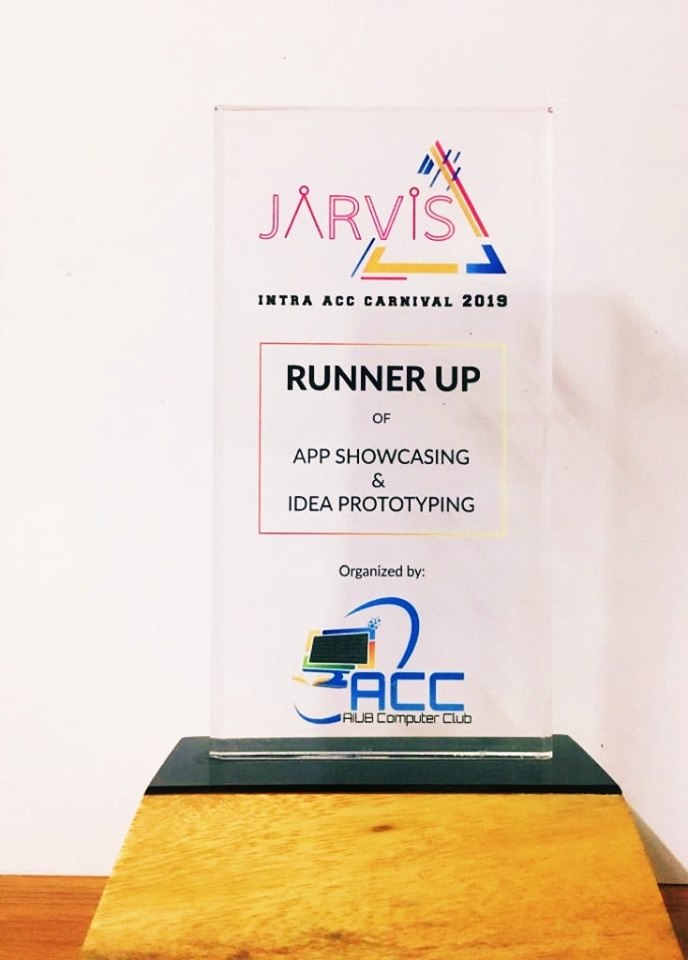 JARVIS
INTRA ACC CARNIVAL 2019
RUNNER UP
OF
APP SHOWCASING
&
IDEA PROTOTYPING
Organized by:
ACC
AIUB Computer Club